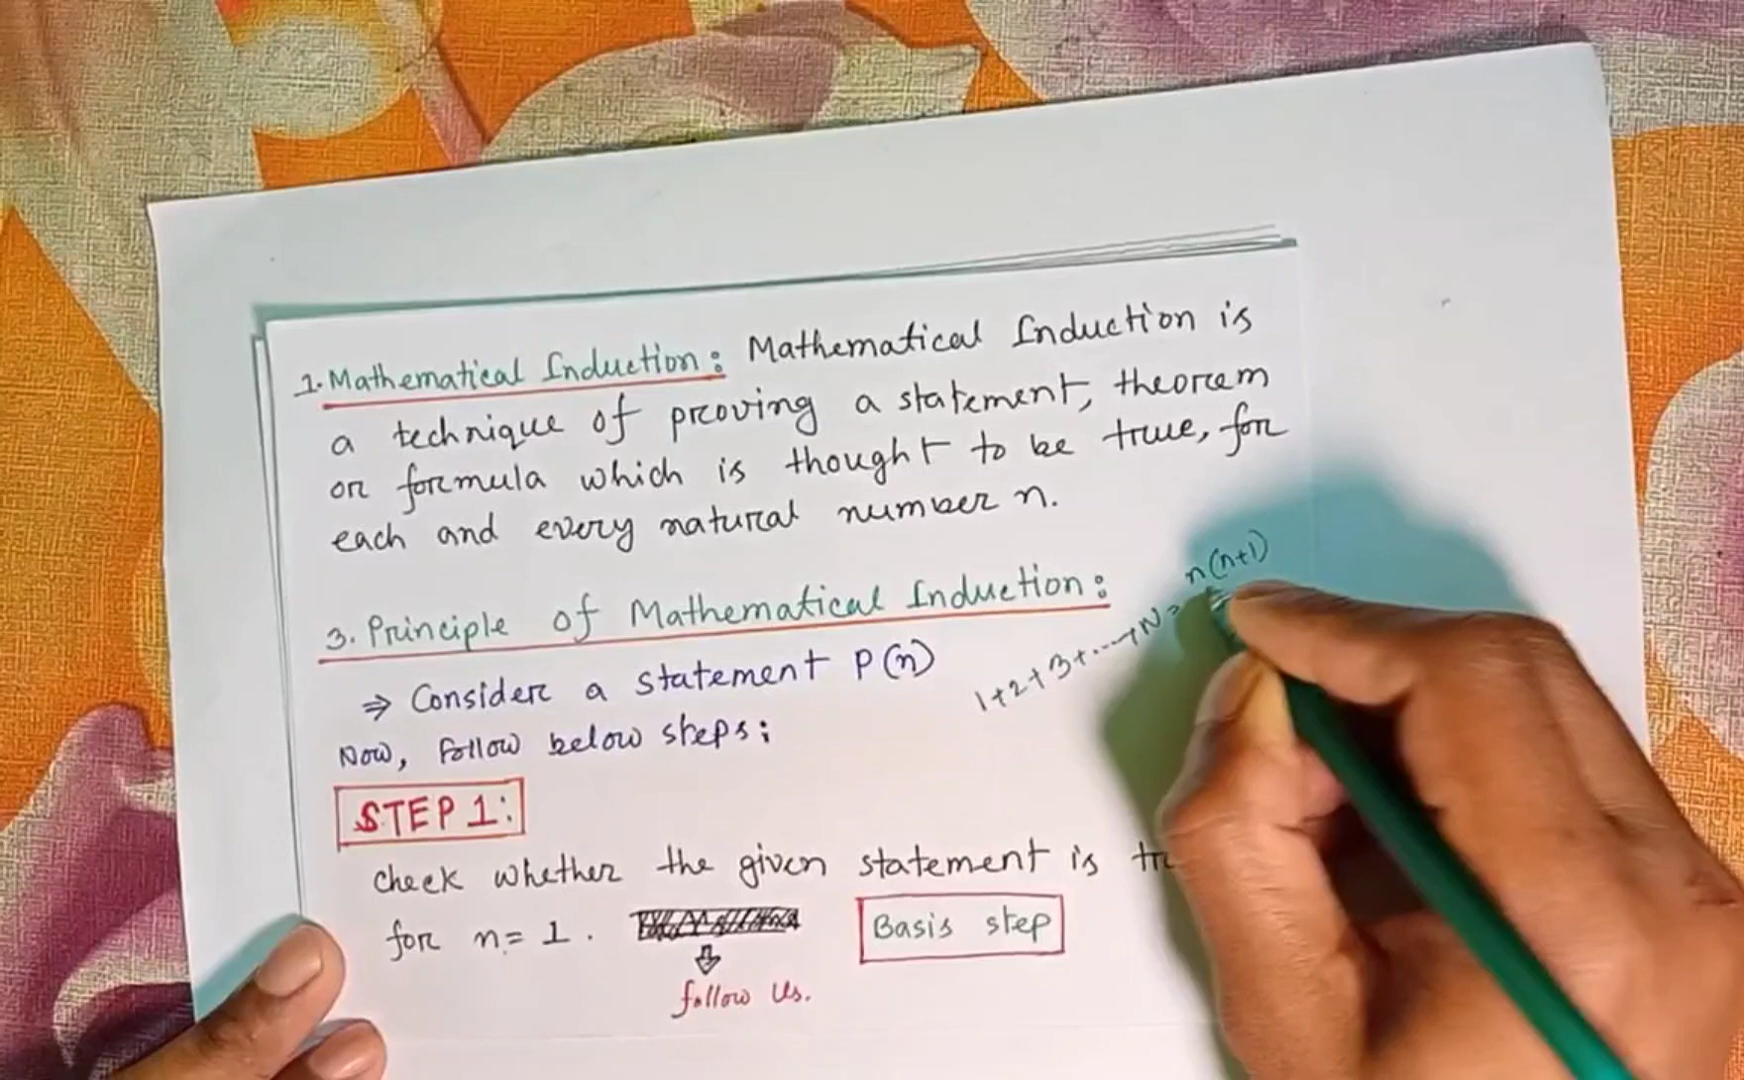 1. Mathematical Induction: Mathematical Induction is
a technique of proving a statement, theorem
or formula which is thought to be true, for
each and every natural number n.
3. Principle of Mathematical Induction:
⇒ Consider a statement P(n)
Now, follow below steps:
1+2+3+....+N= n(n+1)
STEP 1:
check whether the given statement is tr
for n= 1.
Basis step
follow Us.